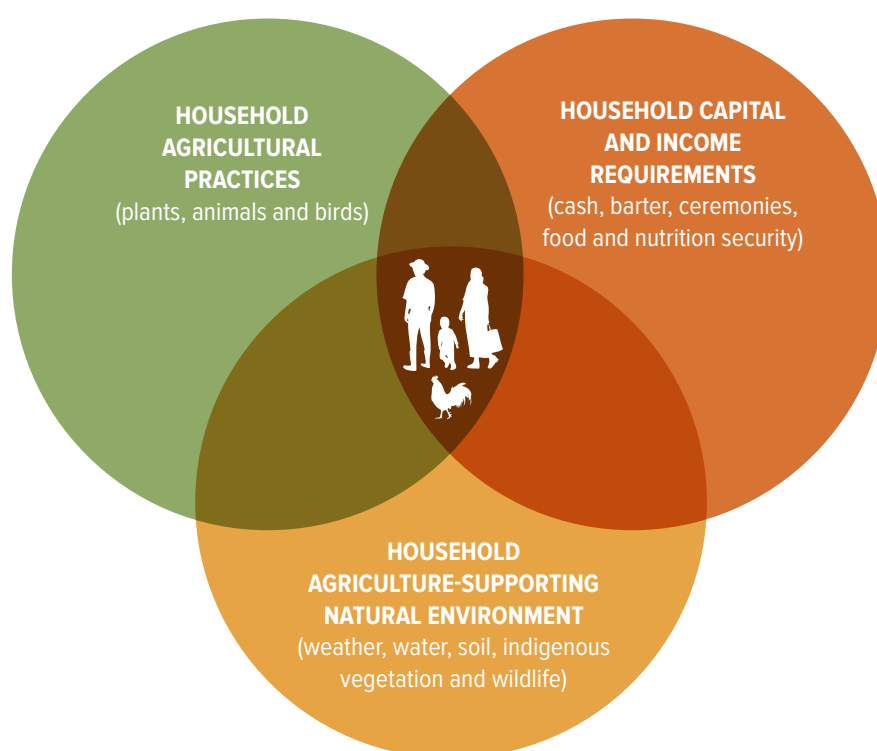 HOUSEHOLD
AGRICULTURAL
PRACTICES
(plants, animals and birds)
HOUSEHOLD CAPITAL
AND INCOME
REQUIREMENTS
(cash, barter, ceremonies,
food and nutrition security)
HOUSEHOLD
AGRICULTURE-SUPPORTING
NATURAL ENVIRONMENT
(weather, water, soil, indigenous
vegetation and wildlife)